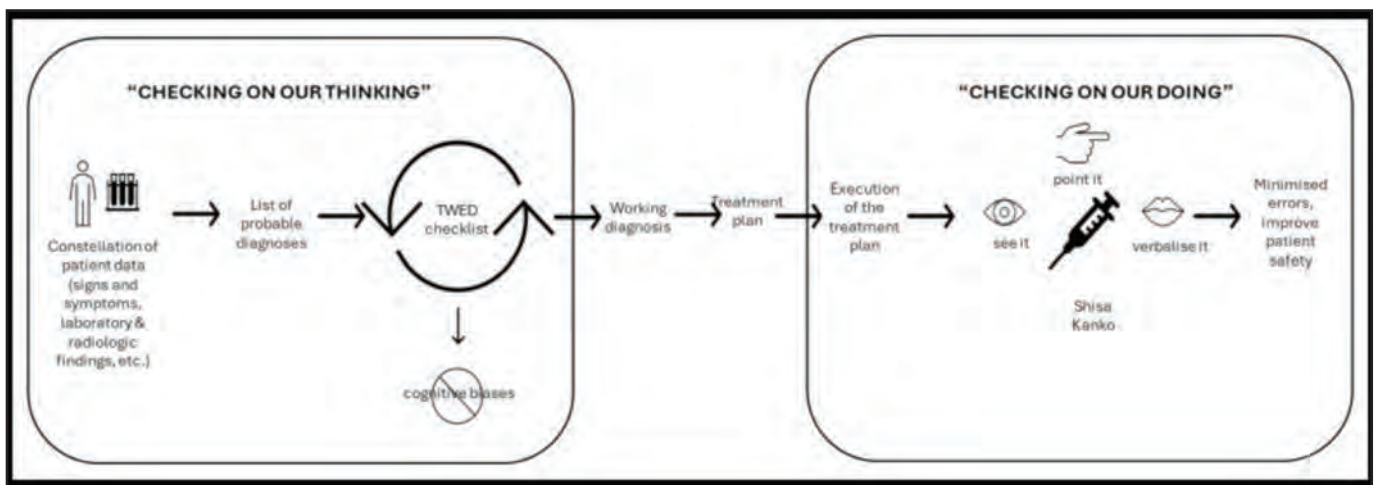 “CHECKING ON OUR THINKING”
Constellation of
patient data
(signs and
symptoms,
laboratory &
radiologic
findings, etc.)
List of
probable
diagnoses
TWED
checklist
cognitive biases
Working
diagnosis
Treatment
plan
“CHECKING ON OUR DOING”
Execution
of the
treatment
plan
see it
point it
verbalise it
Shisa
Kanko
Minimised
errors,
improve
patient
safety